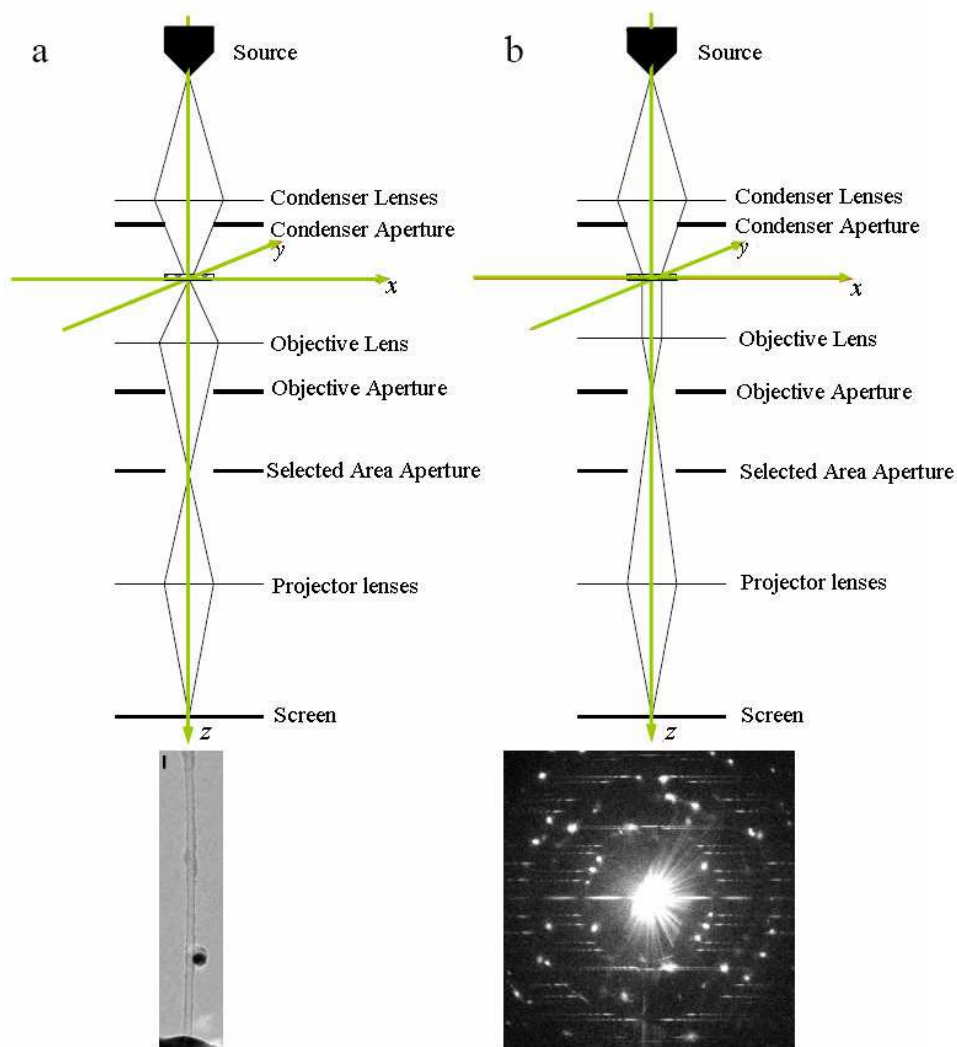 a
Source
Condenser Lenses
Condenser Aperture
y
x
Objective Lens
Objective Aperture
Selected Area Aperture
Projector lenses
Screen
z
b
Source
Condenser Lenses
Condenser Aperture
y
x
Objective Lens
Objective Aperture
Selected Area Aperture
Projector lenses
Screen
z